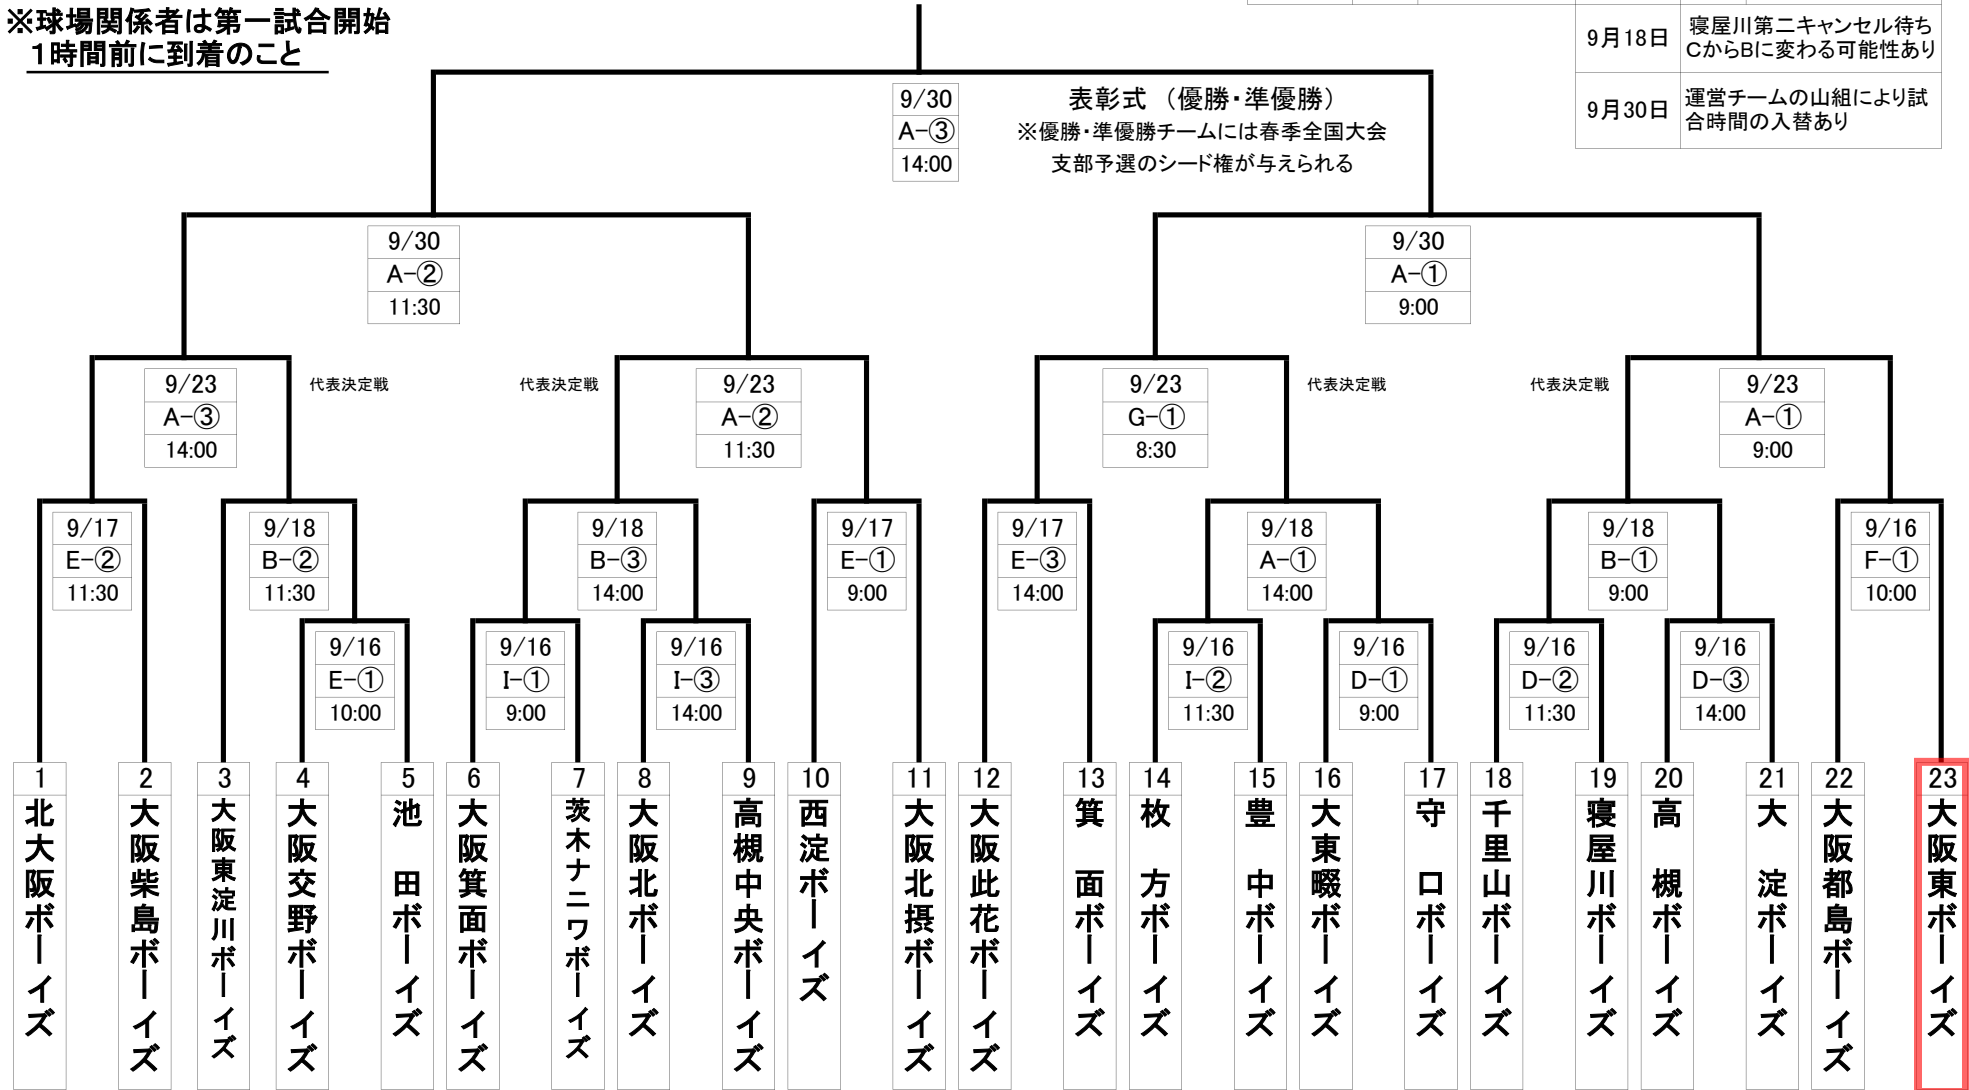 ※球場関係者は第一試合開始
1時間前に到着のこと
9月18日
寝屋川第二キャンセル待ち
CからBに変わる可能性あり
9月30日
運営チームの山組により試
合時間の入替あり
9/30
A-③
14:00
表彰式 (優勝・準優勝)
※優勝・準優勝チームには春季全国大会
支部予選のシード権が与えられる
9/30
A-②
11:30
9/30
A-①
9:00
9/23
A-③
14:00
代表決定戦
代表決定戦
9/23
A-②
11:30
9/23
G-①
8:30
代表決定戦
代表決定戦
9/23
A-①
9:00
9/17
E-②
11:30
9/18
B-②
11:30
9/18
B-③
14:00
9/17
E-①
9:00
9/17
E-③
14:00
9/18
A-①
14:00
9/18
B-①
9:00
9/16
F-①
10:00
9/16
E-①
10:00
9/16
I-①
9:00
9/16
I-③
14:00
9/16
I-②
11:30
9/16
D-①
9:00
9/16
D-②
11:30
9/16
D-③
14:00
1
北大阪ボーイズ
2
大阪柴島ボーイズ
3
大阪東淀川ボーイズ
4
大阪交野ボーイズ
5
池 田ボーイズ
6
大阪箕面ボーイズ
7
茨木ナニワボーイズ
8
大阪北ボーイズ
9
高槻中央ボーイズ
10
西淀ボーイズ
11
大阪北摂ボーイズ
12
大阪此花ボーイズ
13
箕 面ボーイズ
14
枚 方ボーイズ
15
豊 中ボーイズ
16
大東畷ボーイズ
17
守 口ボーイズ
18
千里山ボーイズ
19
寝屋川ボーイズ
20
高 槻ボーイズ
21
大 淀ボーイズ
22
大阪都島ボーイズ
23
大阪東ボーイズ